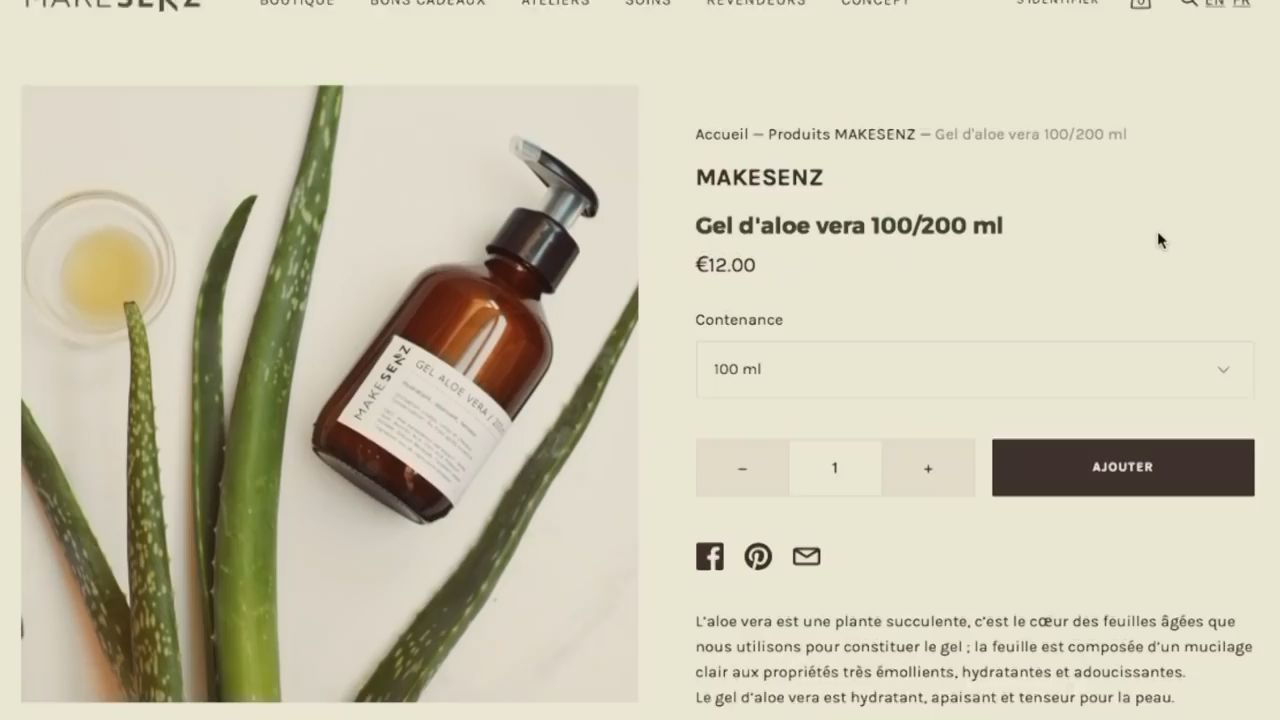 MAKESENZ
BOUTIQUE BONS CADEAUX ATELIERS SOINS REVENDEURS CONCEPT S'IDENTIFIER 0 EN FR
Accueil — Produits MAKESENZ — Gel d'aloe vera 100/200 ml
MAKESENZ
Gel d'aloe vera 100/200 ml
€12.00
Contenance
100 ml
− 1 + AJOUTER
L'aloe vera est une plante succulente, c'est le cœur des feuilles âgées que
nous utilisons pour constituer le gel ; la feuille est composée d'un mucilage
clair aux propriétés très émollients, hydratantes et adoucissantes.
Le gel d'aloe vera est hydratant, apaisant et tenseur pour la peau.
MAKESENZ
GEL ALOE VERA / 200